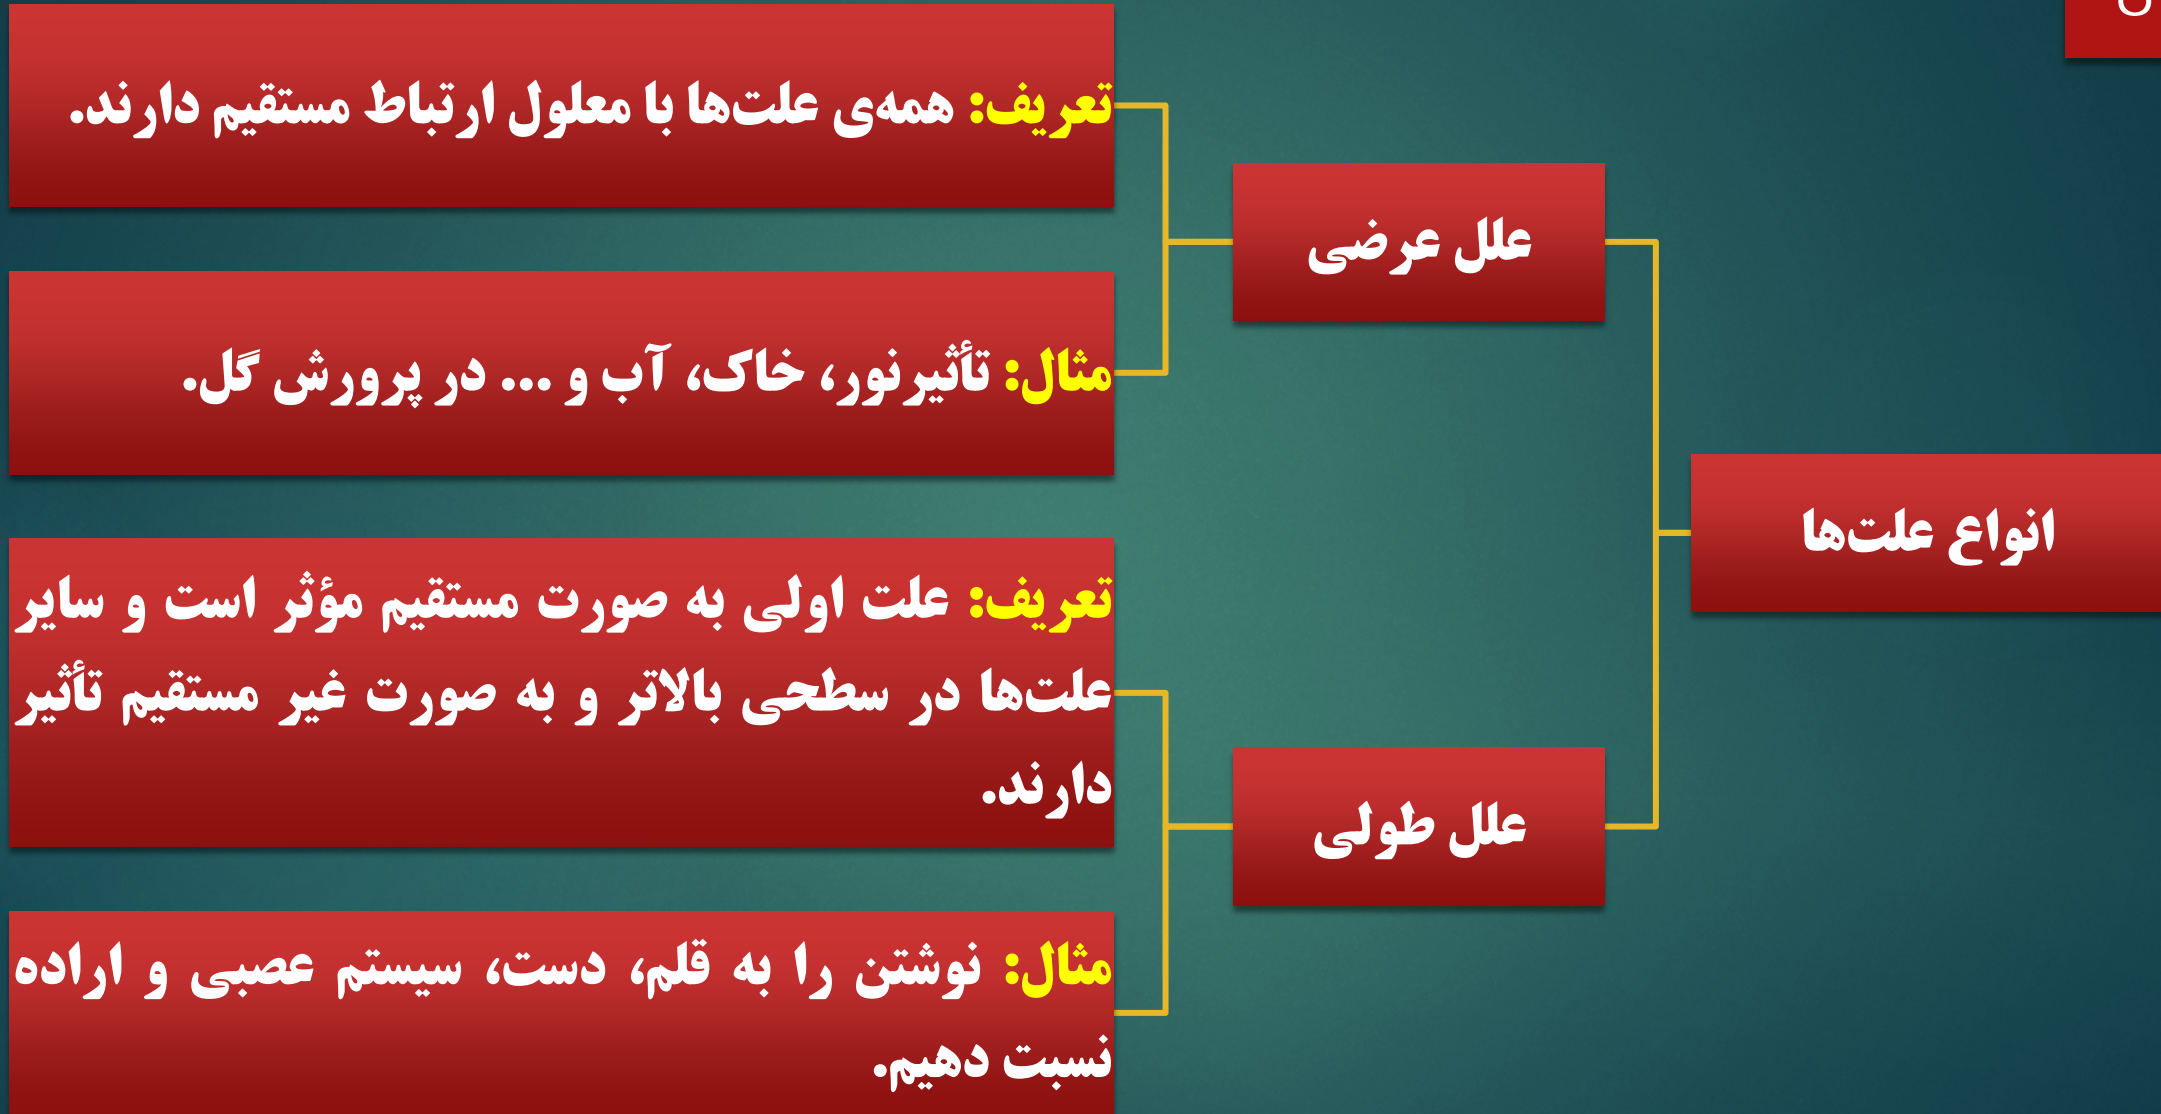 انواع علت‌ها
علل عرضی
تعریف: همه‌ی علت‌ها با معلول ارتباط مستقیم دارند.
مثال: تأثیرنور، خاک، آب و ... در پرورش گل.
علل طولی
تعریف: علت اولی به صورت مستقیم مؤثر است و سایر
علت‌ها در سطحی بالاتر و به صورت غیر مستقیم تأثیر
دارند.
مثال: نوشتن را به قلم، دست، سیستم عصبی و اراده
نسبت دهیم.